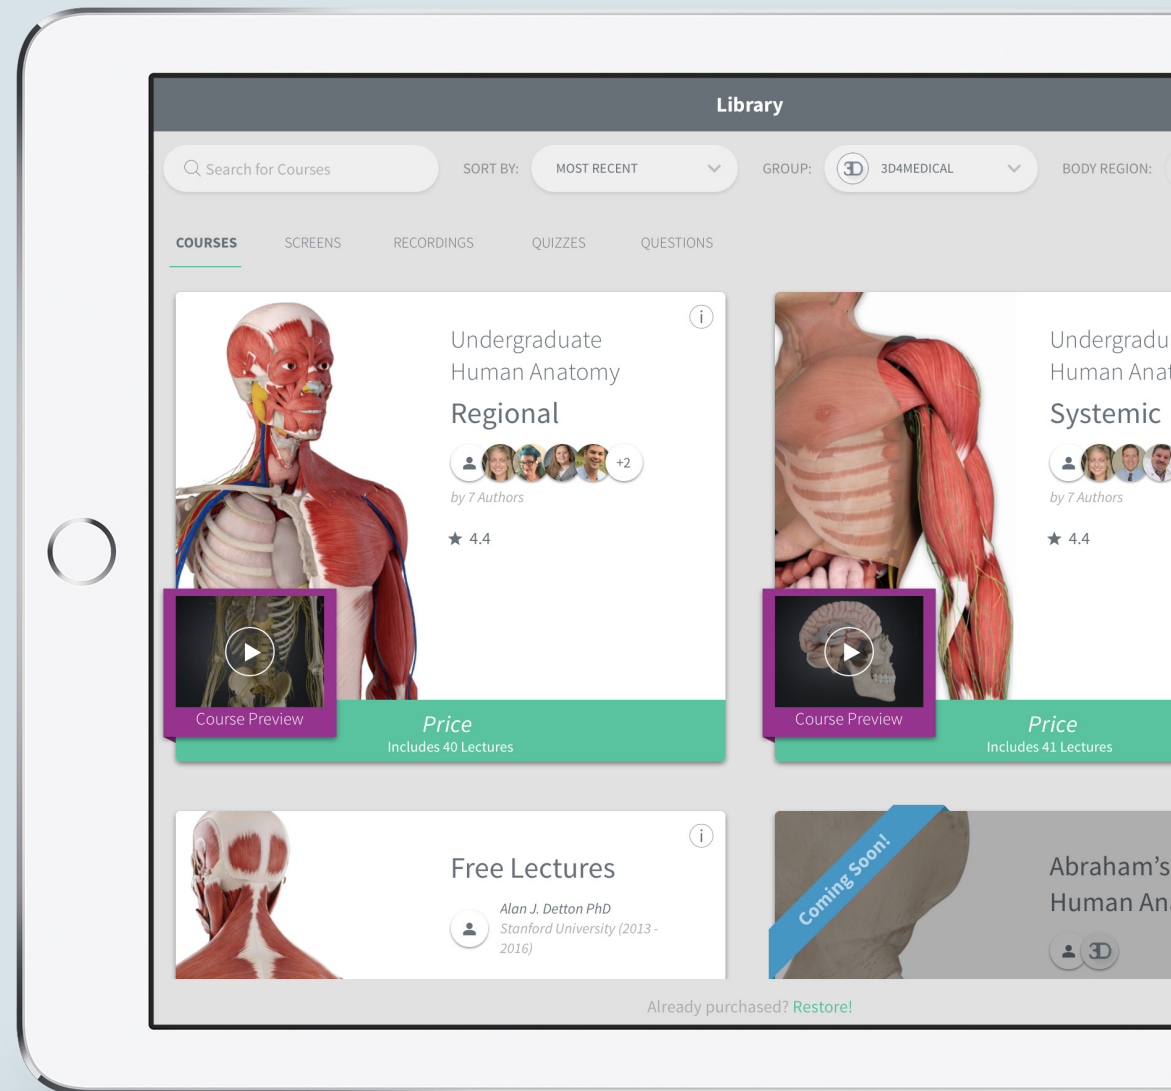 Library
Search for Courses
SORT BY:
MOST RECENT
GROUP:
3D
3D4MEDICAL
BODY REGION:
COURSES
SCREENS
RECORDINGS
QUIZZES
QUESTIONS
i
Undergraduate
Human Anatomy
Regional
+2
by 7 Authors
4.4
Course Preview
Price
Includes 40 Lectures
Human
Systemic
by 7 Authors
4.4
Course Preview
Price
Includes 41 Lectures
i
Free Lectures
Alan J. Detton PhD
Stanford University (2013 -
2016)
Coming Soon!
Abraham's
Human
3D
Already purchased? Restore!